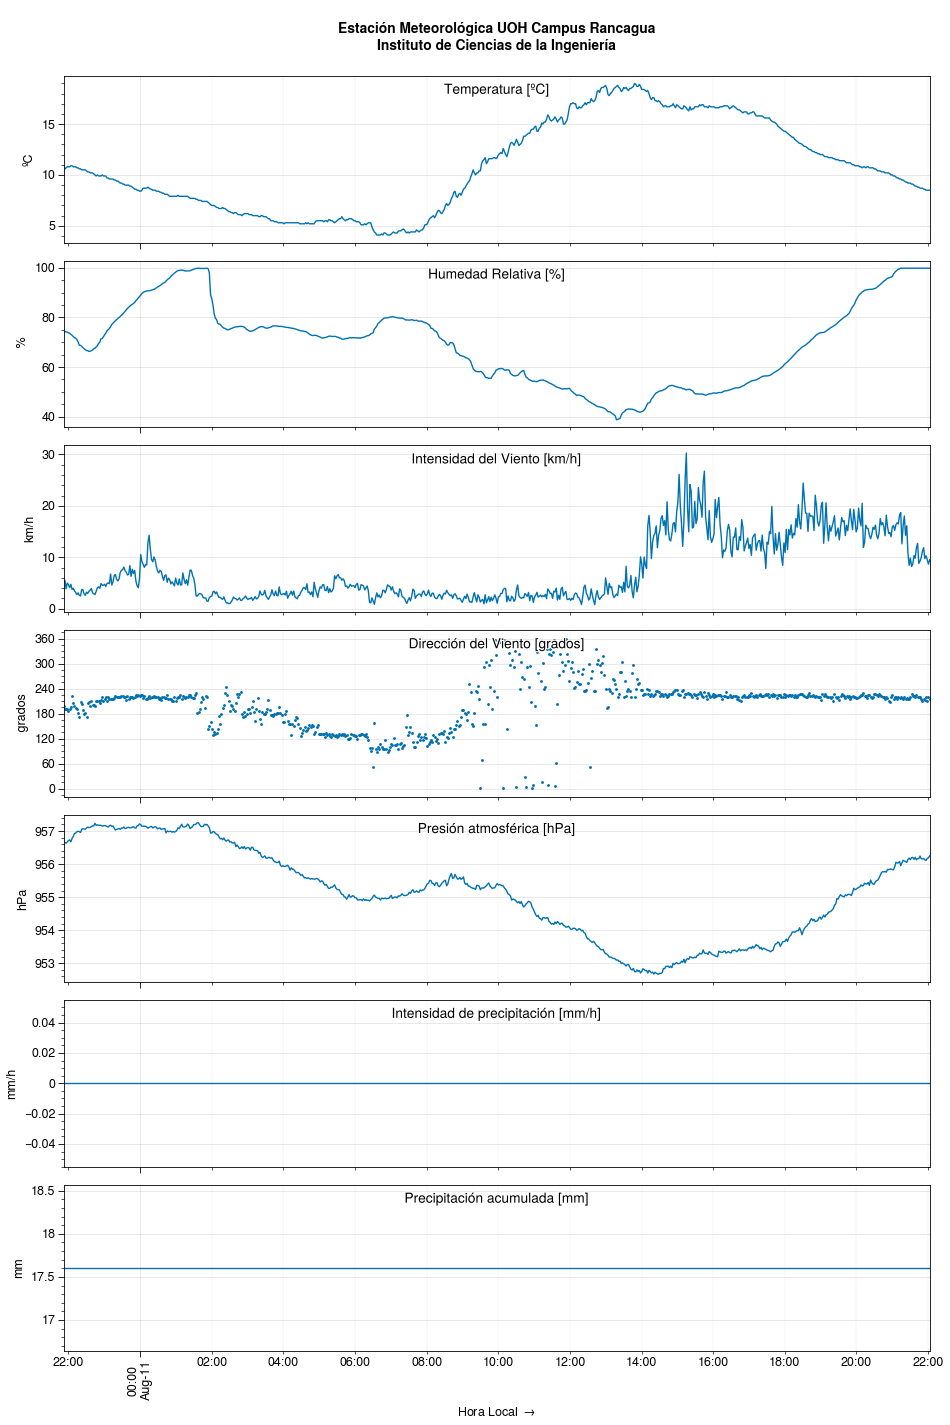 Estación Meteorológica UOH Campus Rancagua
Instituto de Ciencias de la Ingeniería
Temperatura [ºC]
ºC
15
10
5
Humedad Relativa [%]
%
100
80
60
40
Intensidad del Viento [km/h]
km/h
30
20
10
0
Dirección del Viento [grados]
grados
360
300
240
180
120
60
0
Presión atmosférica [hPa]
hPa
957
956
955
954
953
Intensidad de precipitación [mm/h]
mm/h
0.04
0.02
0
−0.02
−0.04
Precipitación acumulada [mm]
mm
18.5
18
17.5
17
22:00
00:00
Aug-11
02:00
04:00
06:00
08:00
10:00
12:00
14:00
16:00
18:00
20:00
22:00
Hora Local →